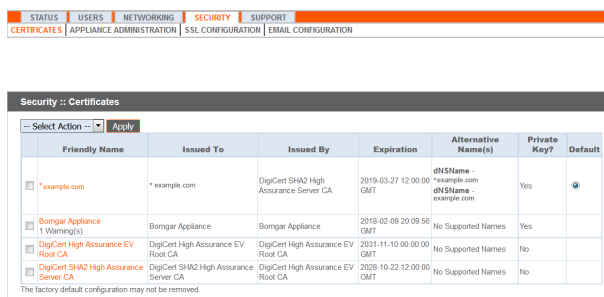 STATUS USERS NETWORKING SECURITY SUPPORT
CERTIFICATES APPLIANCE ADMINISTRATION SSL CONFIGURATION EMAIL CONFIGURATION
Security :: Certificates
-- Select Action -- Apply
Friendly Name Issued To Issued By Expiration Alternative Name(s) Private Key? Default
*example.com * example.com DigiCert SHA2 High Assurance Server CA 2019-03-27 12:00:00 GMT dNSName - *example.com dNSName - example.com Yes
Bomgar Appliance 1 Warning(s) Bomgar Appliance Bomgar Appliance 2018-02-09 20:09:56 GMT No Supported Names Yes
DigiCert High Assurance EV Root CA DigiCert High Assurance EV Root CA DigiCert High Assurance EV Root CA 2031-11-10 00:00:00 GMT No Supported Names No
DigiCert SHA2 High Assurance Server CA DigiCert SHA2 High Assurance Server CA DigiCert High Assurance EV Root CA 2028-10-22 12:00:00 GMT No Supported Names No
The factory default configuration may not be removed.